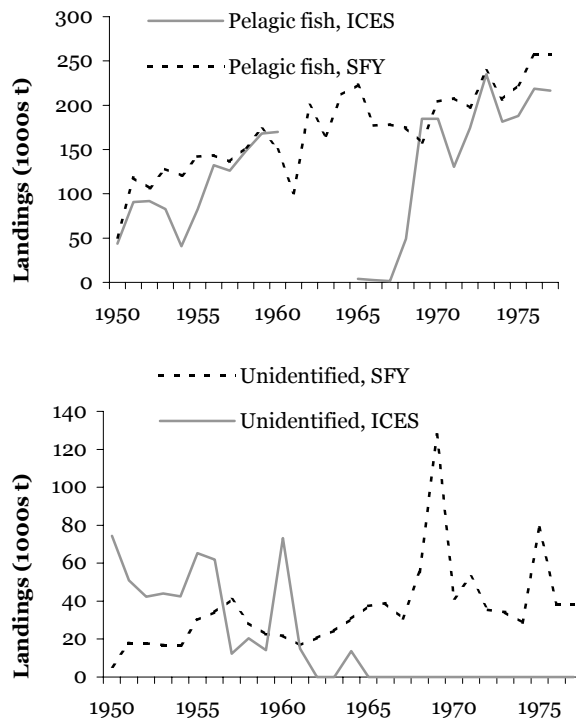 300
Pelagic fish, ICES
250
Pelagic fish, SFY
200
150
100
50
0
Landings (1000s t)
1950 1955 1960 1965 1970 1975
Unidentified, SFY
140
Unidentified, ICES
120
100
80
60
40
20
0
Landings (1000s t)
1950 1955 1960 1965 1970 1975